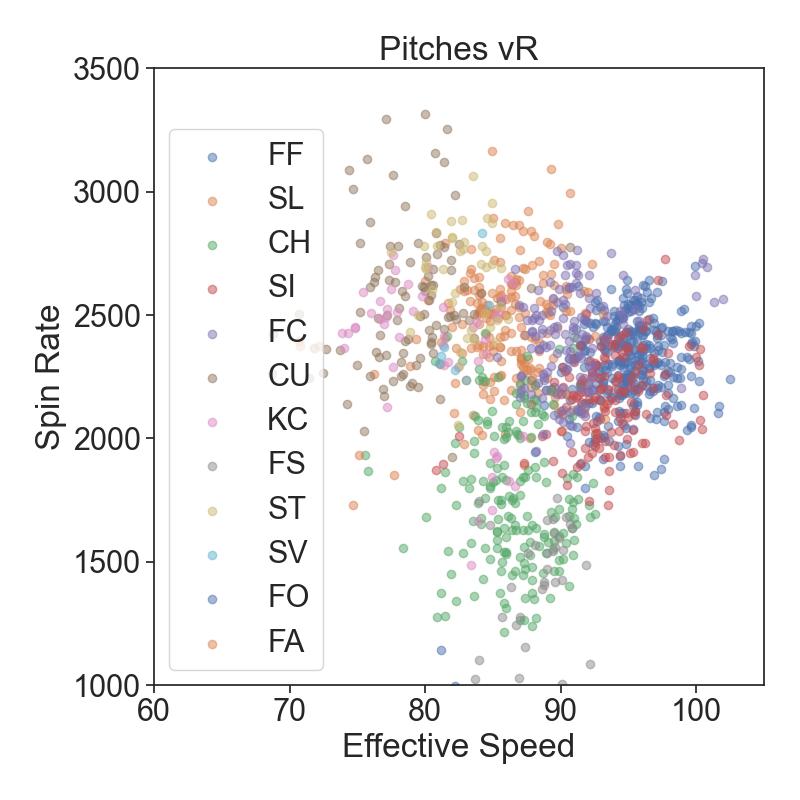 Pitches vR
3500
3000
2500
2000
1500
1000
Spin Rate
FF
SL
CH
SI
FC
CU
KC
FS
ST
SV
FO
FA
60 70 80 90 100
Effective Speed